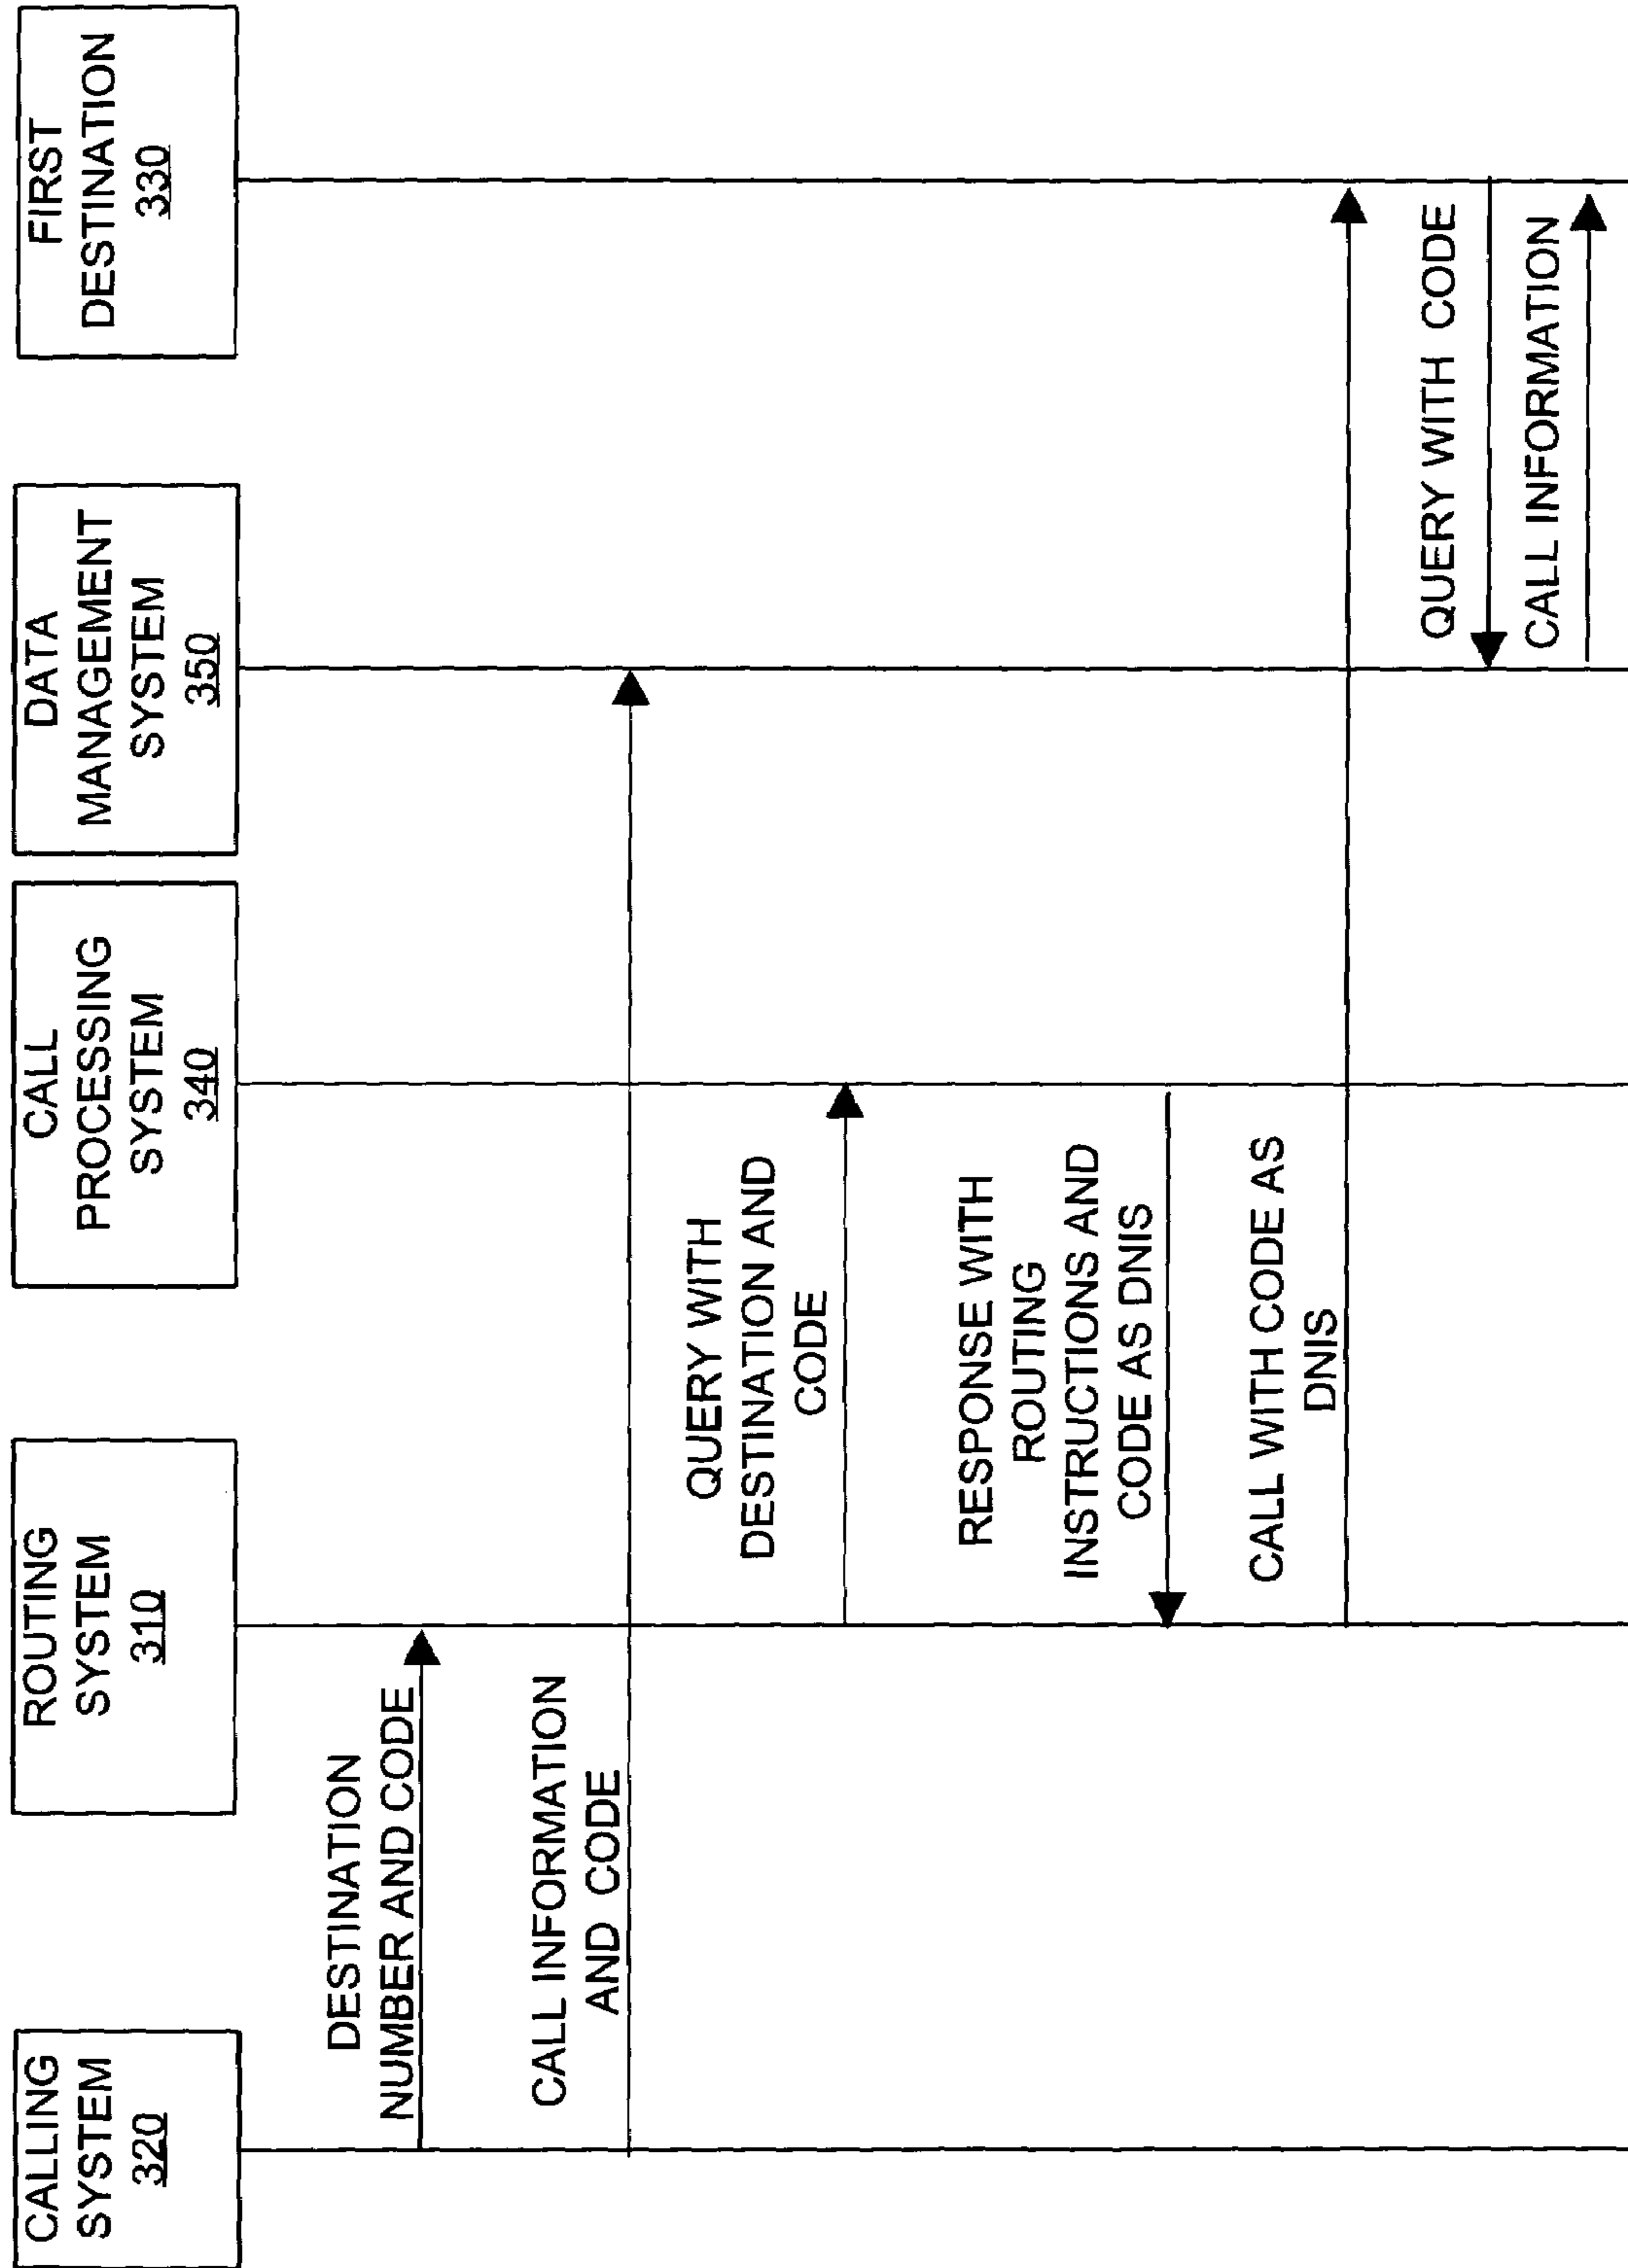 CALLING
SYSTEM
320
ROUTING
SYSTEM
310
CALL
PROCESSING
SYSTEM
340
DATA
MANAGEMENT
SYSTEM
350
FIRST
DESTINATION
330
DESTINATION
NUMBER AND CODE
CALL INFORMATION
AND CODE
QUERY WITH
DESTINATION AND
CODE
RESPONSE WITH
ROUTING
INSTRUCTIONS AND
CODE AS DNIS
CALL WITH CODE AS
DNIS
QUERY WITH CODE
CALL INFORMATION